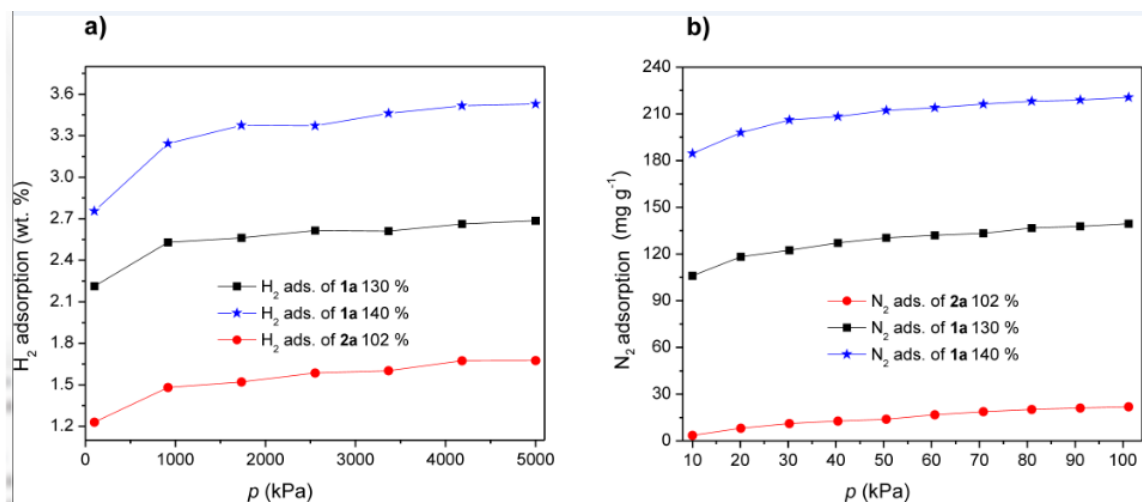 a)
H₂ adsorption (wt. %)
3.6
3.3
3.0
2.7
2.4
2.1
1.8
1.5
1.2
H₂ ads. of 1a 130 %
H₂ ads. of 1a 140 %
H₂ ads. of 2a 102 %
0 1000 2000 3000 4000 5000
p (kPa)
b)
N₂ adsorption (mg g⁻¹)
240
210
180
150
120
90
60
30
0
N₂ ads. of 2a 102 %
N₂ ads. of 1a 130 %
N₂ ads. of 1a 140 %
10 20 30 40 50 60 70 80 90 100
p (kPa)